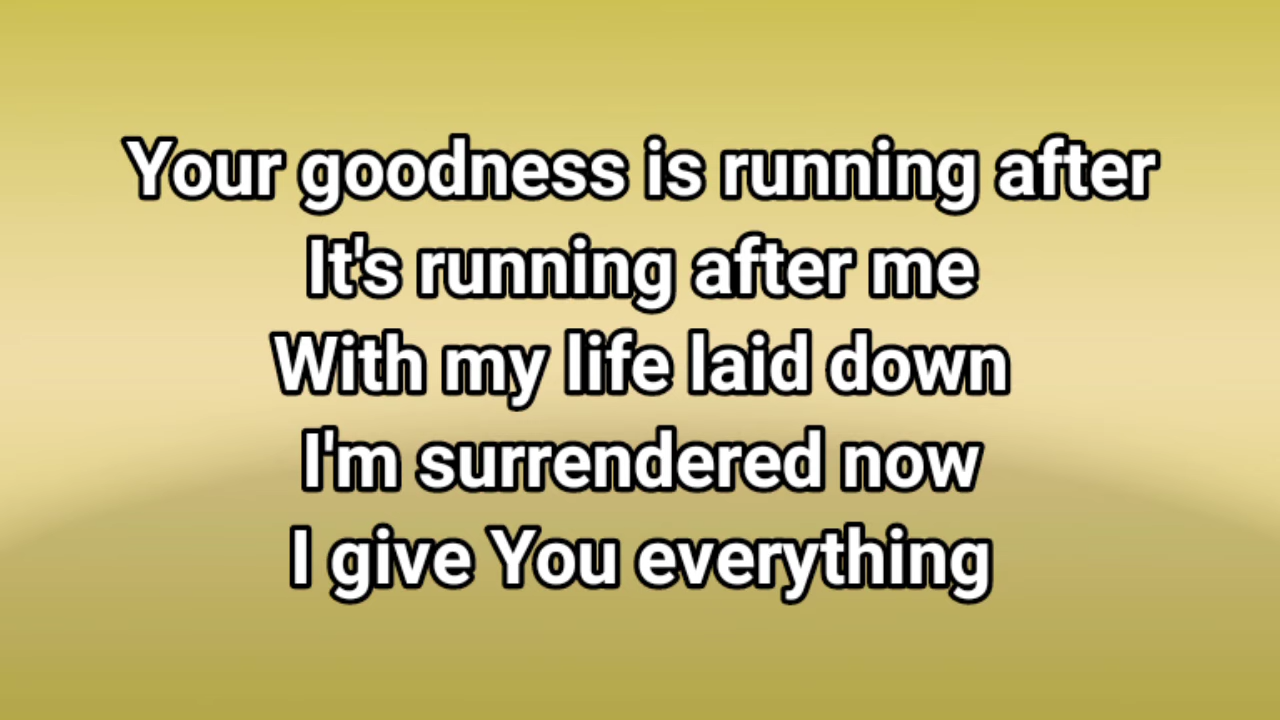 Your goodness is running after
It's running after me
With my life laid down
I'm surrendered now
I give You everything